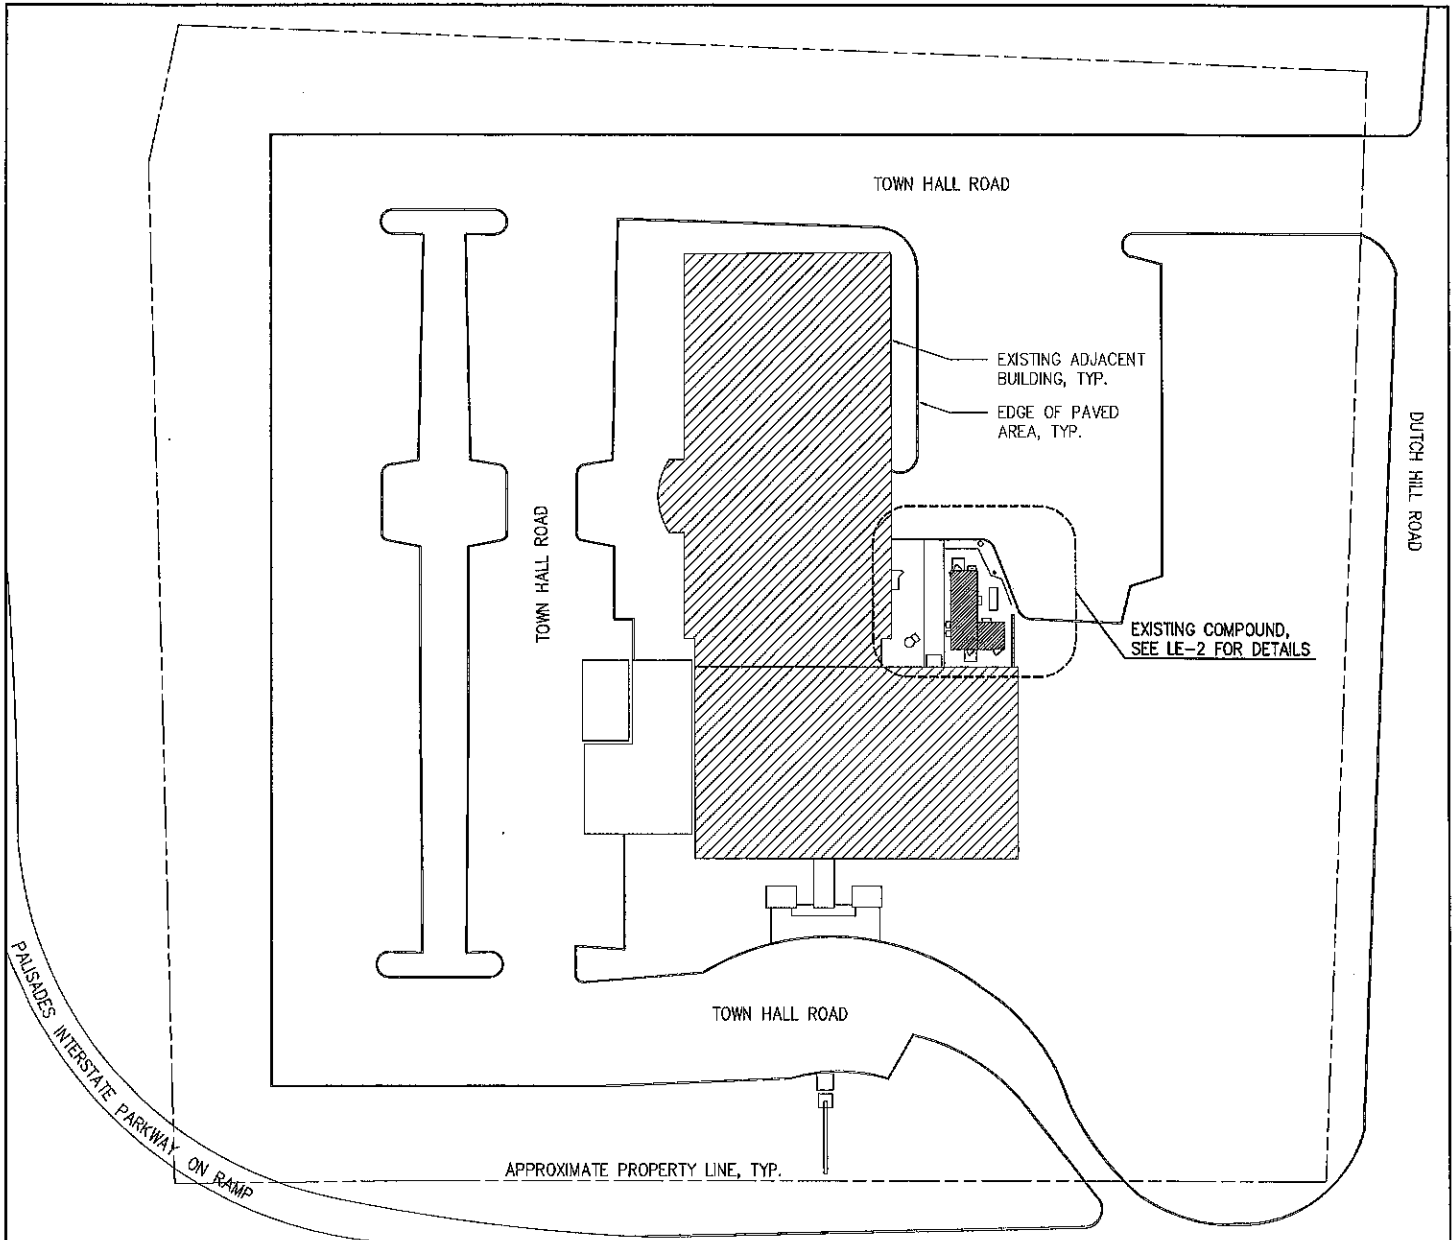 TOWN HALL ROAD
EXISTING ADJACENT
BUILDING, TYP.
EDGE OF PAVED
AREA, TYP.
DUTCH HILL ROAD
TOWN HALL ROAD
EXISTING COMPOUND,
SEE LE-2 FOR DETAILS
TOWN HALL ROAD
PALISADES INTERSTATE PARKWAY ON RAMP
APPROXIMATE PROPERTY LINE, TYP.